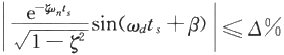 | e^{-ζω_n t_s} / √(1-ζ²) sin(ω_d t_s + β) | ≤ Δ%